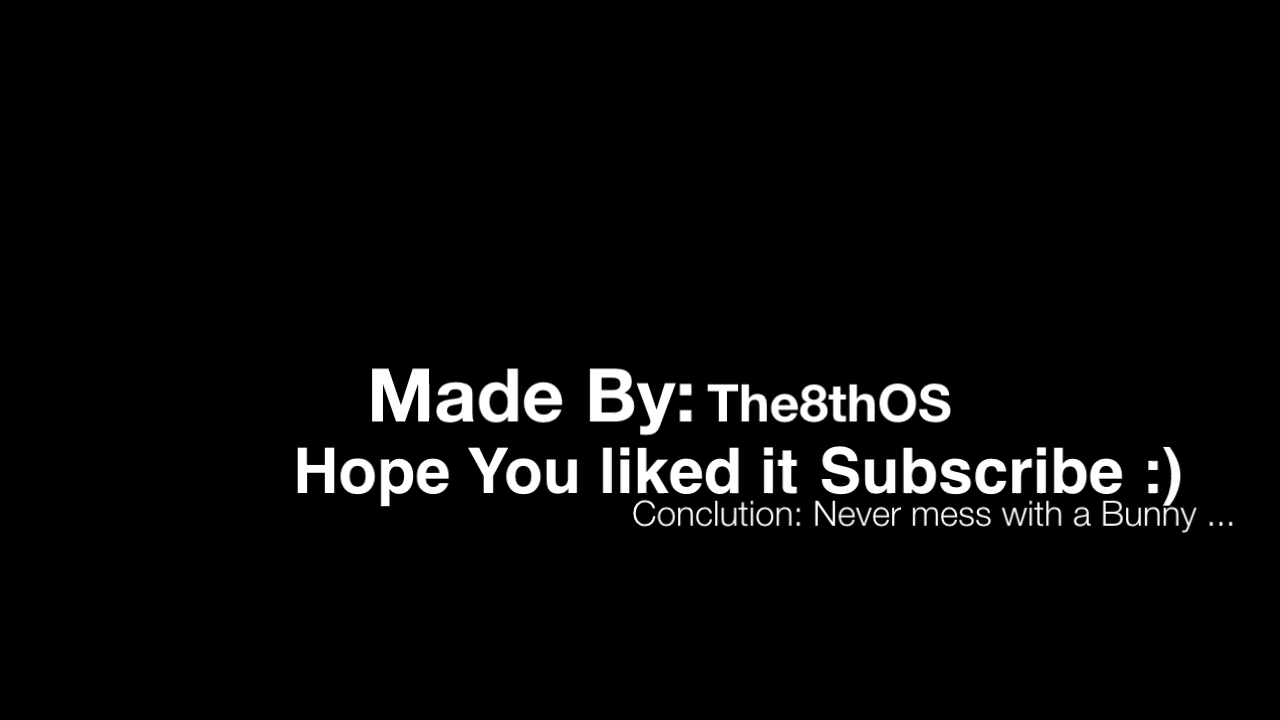 Made By: The8thOS
Hope You liked it Subscribe :)
Conclution: Never mess with a Bunny ...